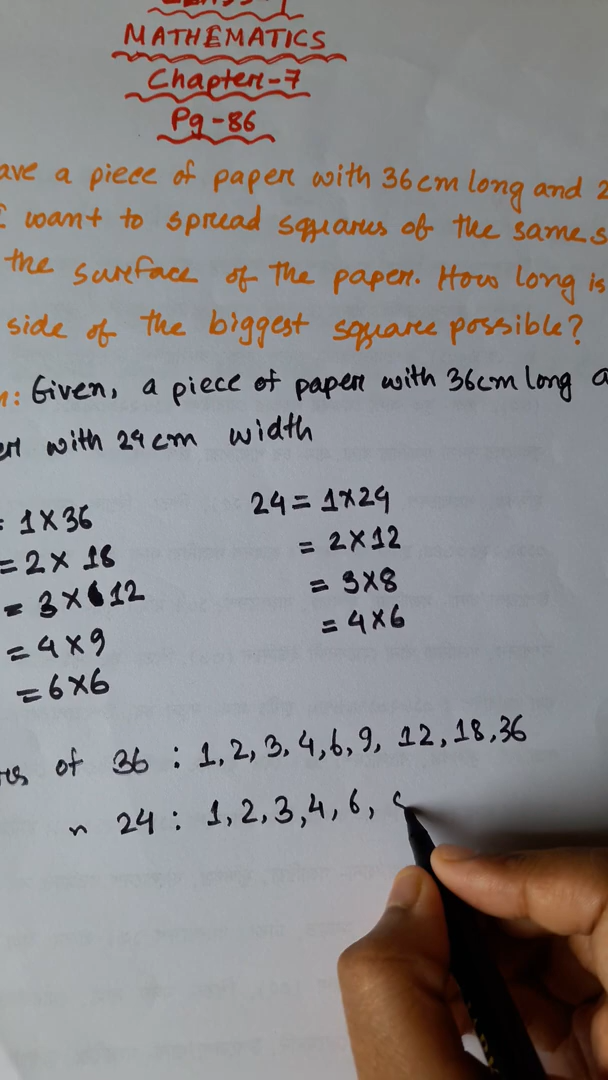 MATHEMATICS
Chapter-7
Pg-86
ave a piece of paper with 36cm long and 2
I want to spread squares of the same s
the surface of the paper. How long is
side of the biggest square possible?
n: Given, a piece of paper with 36cm long a
er with 24cm width
= 1×36
= 2× 18
= 3× 12
= 4×9
= 6×6
24 = 1×24
= 2×12
= 3×8
= 4×6
of 36 : 1, 2, 3, 4, 6, 9, 12, 18, 36
" 24 : 1, 2, 3, 4, 6,